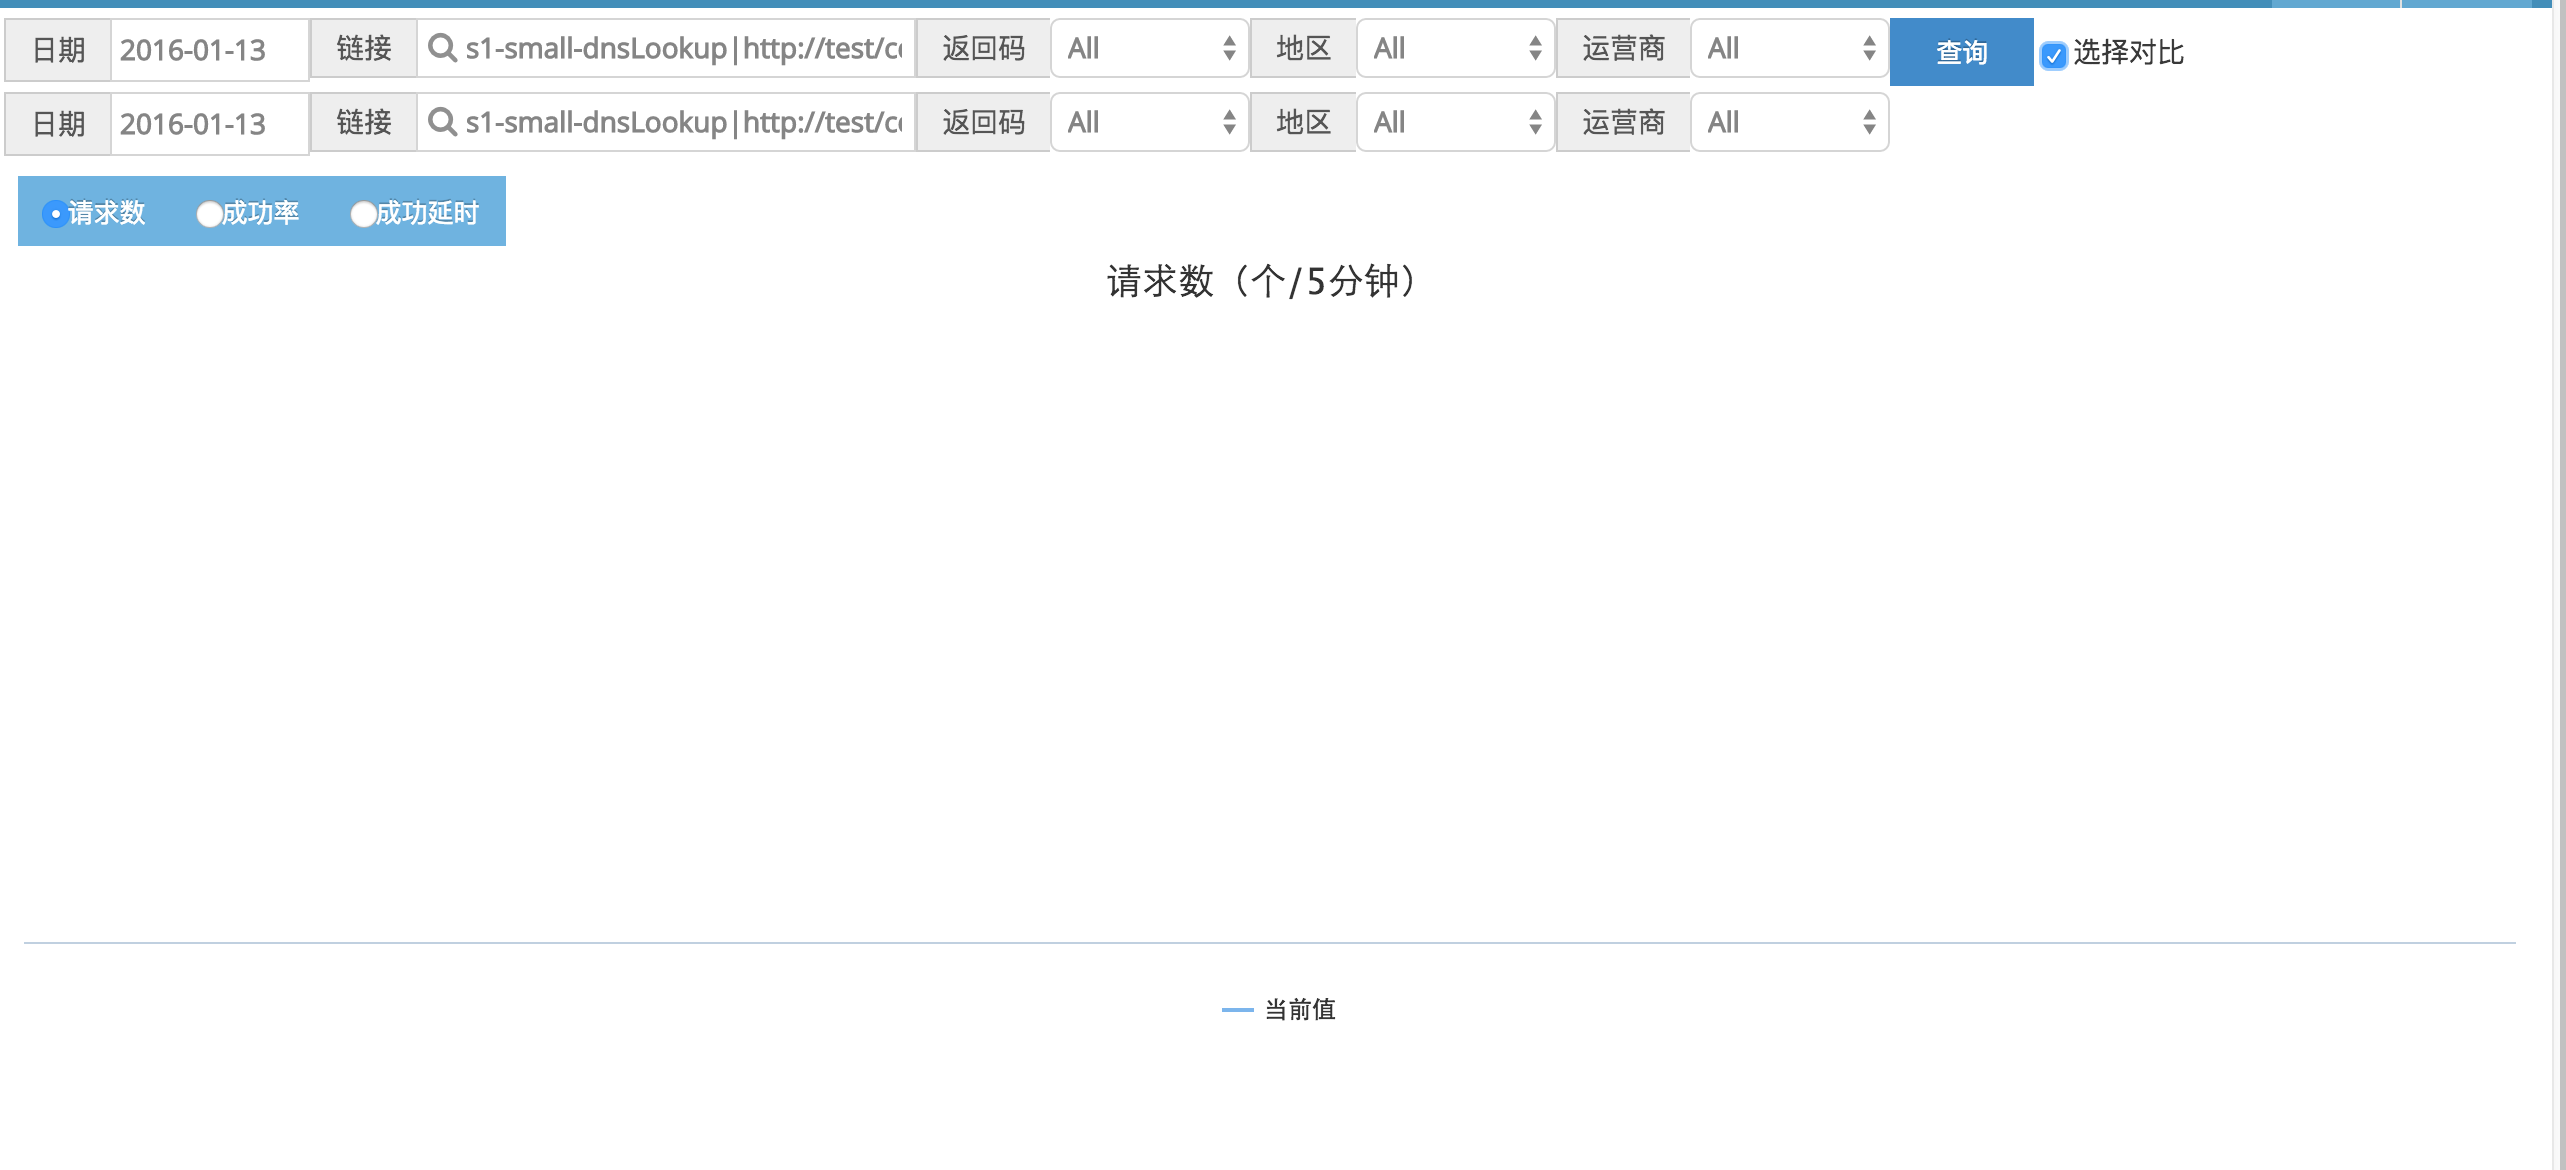 日期 2016-01-13 链接 s1-small-dnsLookup|http://test/c 返回码 All 地区 All 运营商 All 查询 选择对比
日期 2016-01-13 链接 s1-small-dnsLookup|http://test/c 返回码 All 地区 All 运营商 All
请求数 成功率 成功延时
请求数（个/5分钟）
当前值